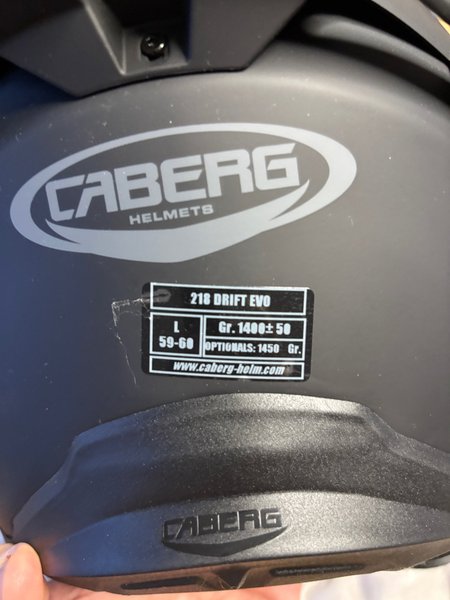 CABERG
HELMETS
218 DRIFT EVO
L
59-60
Gr. 1400± 50
OPTIONALS: 1450 Gr.
www.caberg-helm.com
CABERG